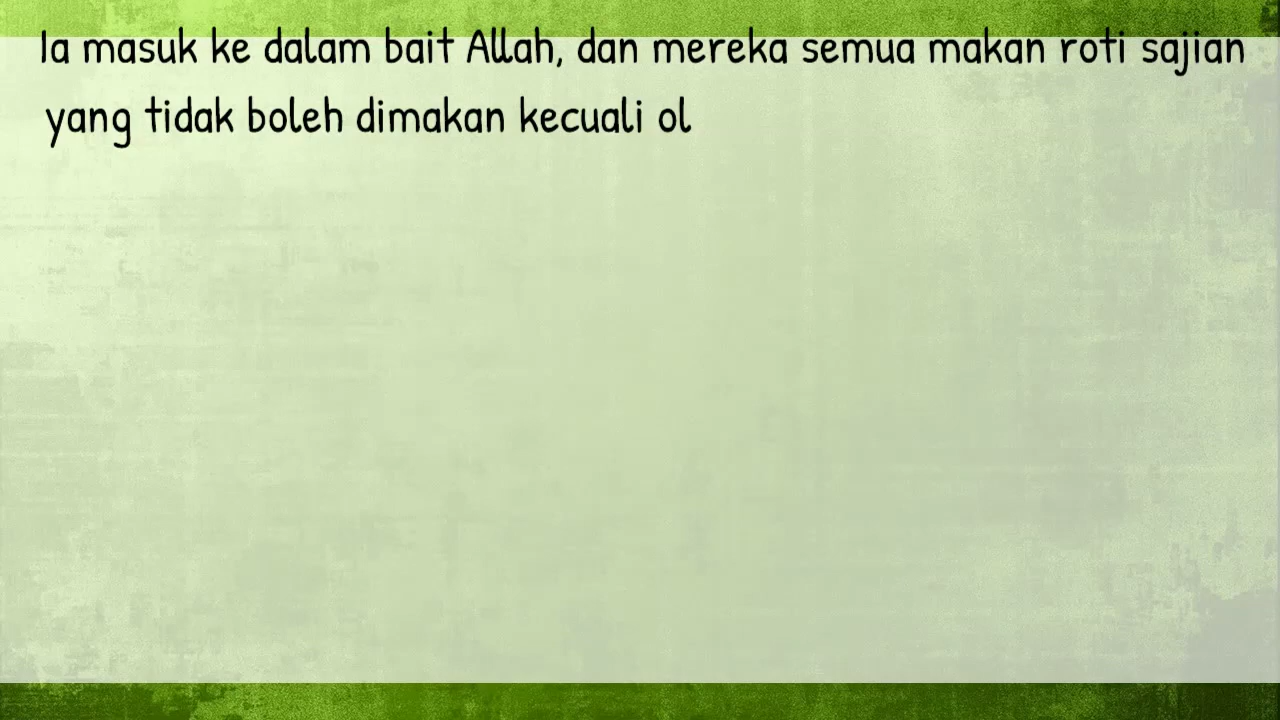 Ia masuk ke dalam bait Allah, dan mereka semua makan roti sajian
yang tidak boleh dimakan kecuali ol